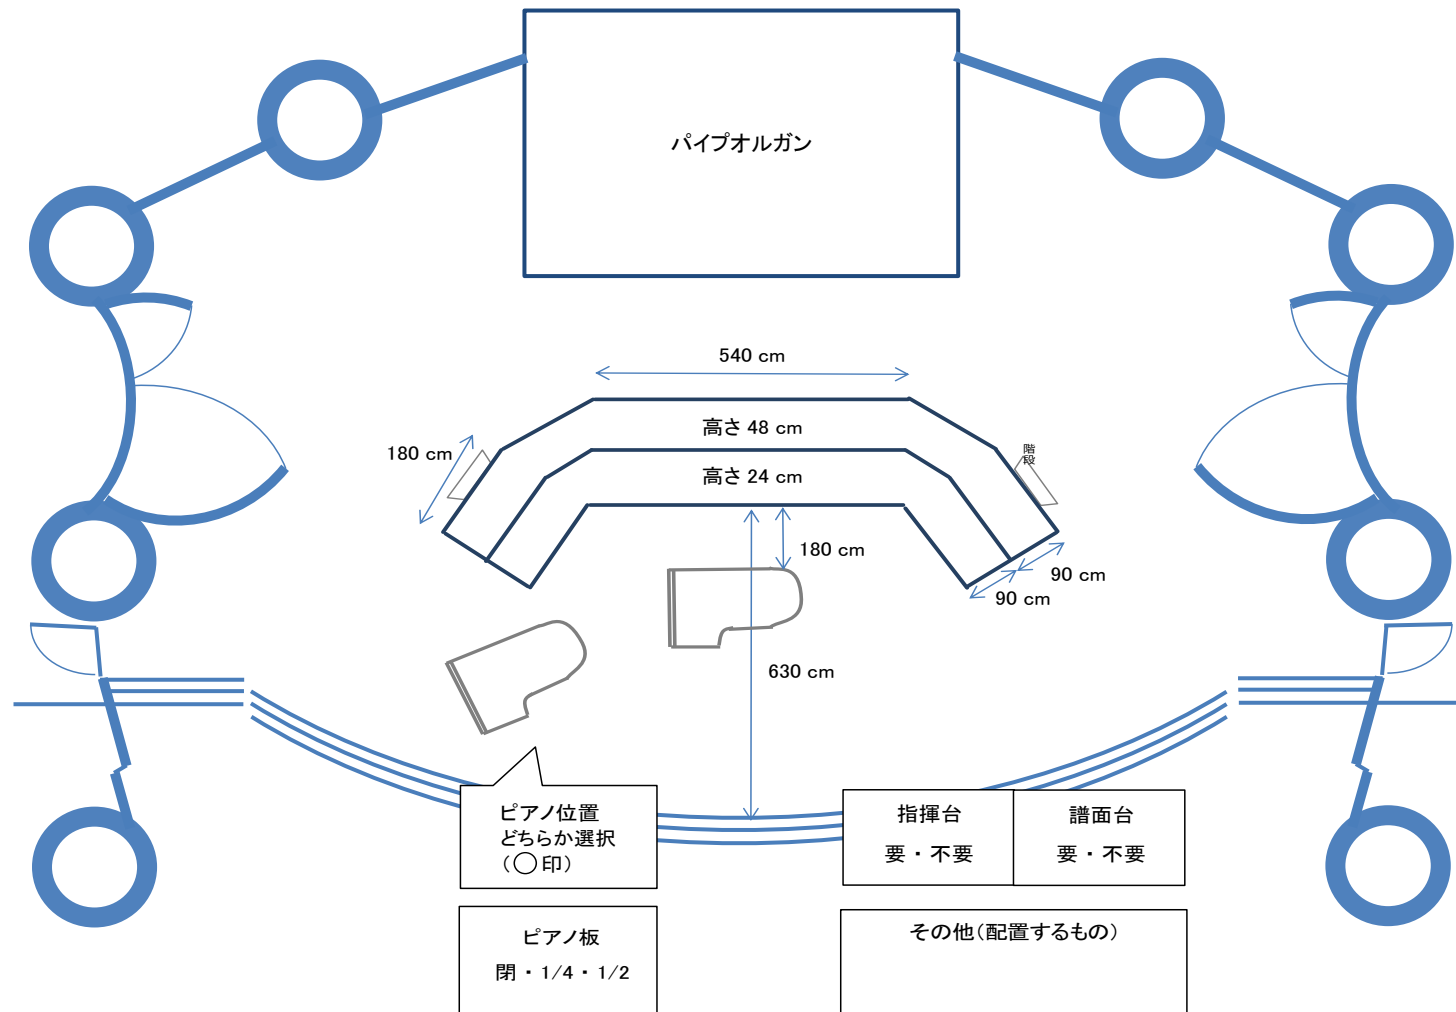 パイプオルガン
540 cm
高さ 48 cm
180 cm
階段
高さ 24 cm
180 cm
90 cm
90 cm
630 cm
ピアノ位置
どちらか選択
（◯印）
指揮台
要 ・ 不要
譜面台
要 ・ 不要
ピアノ板
閉 ・ 1/4 ・ 1/2
その他（配置するもの）